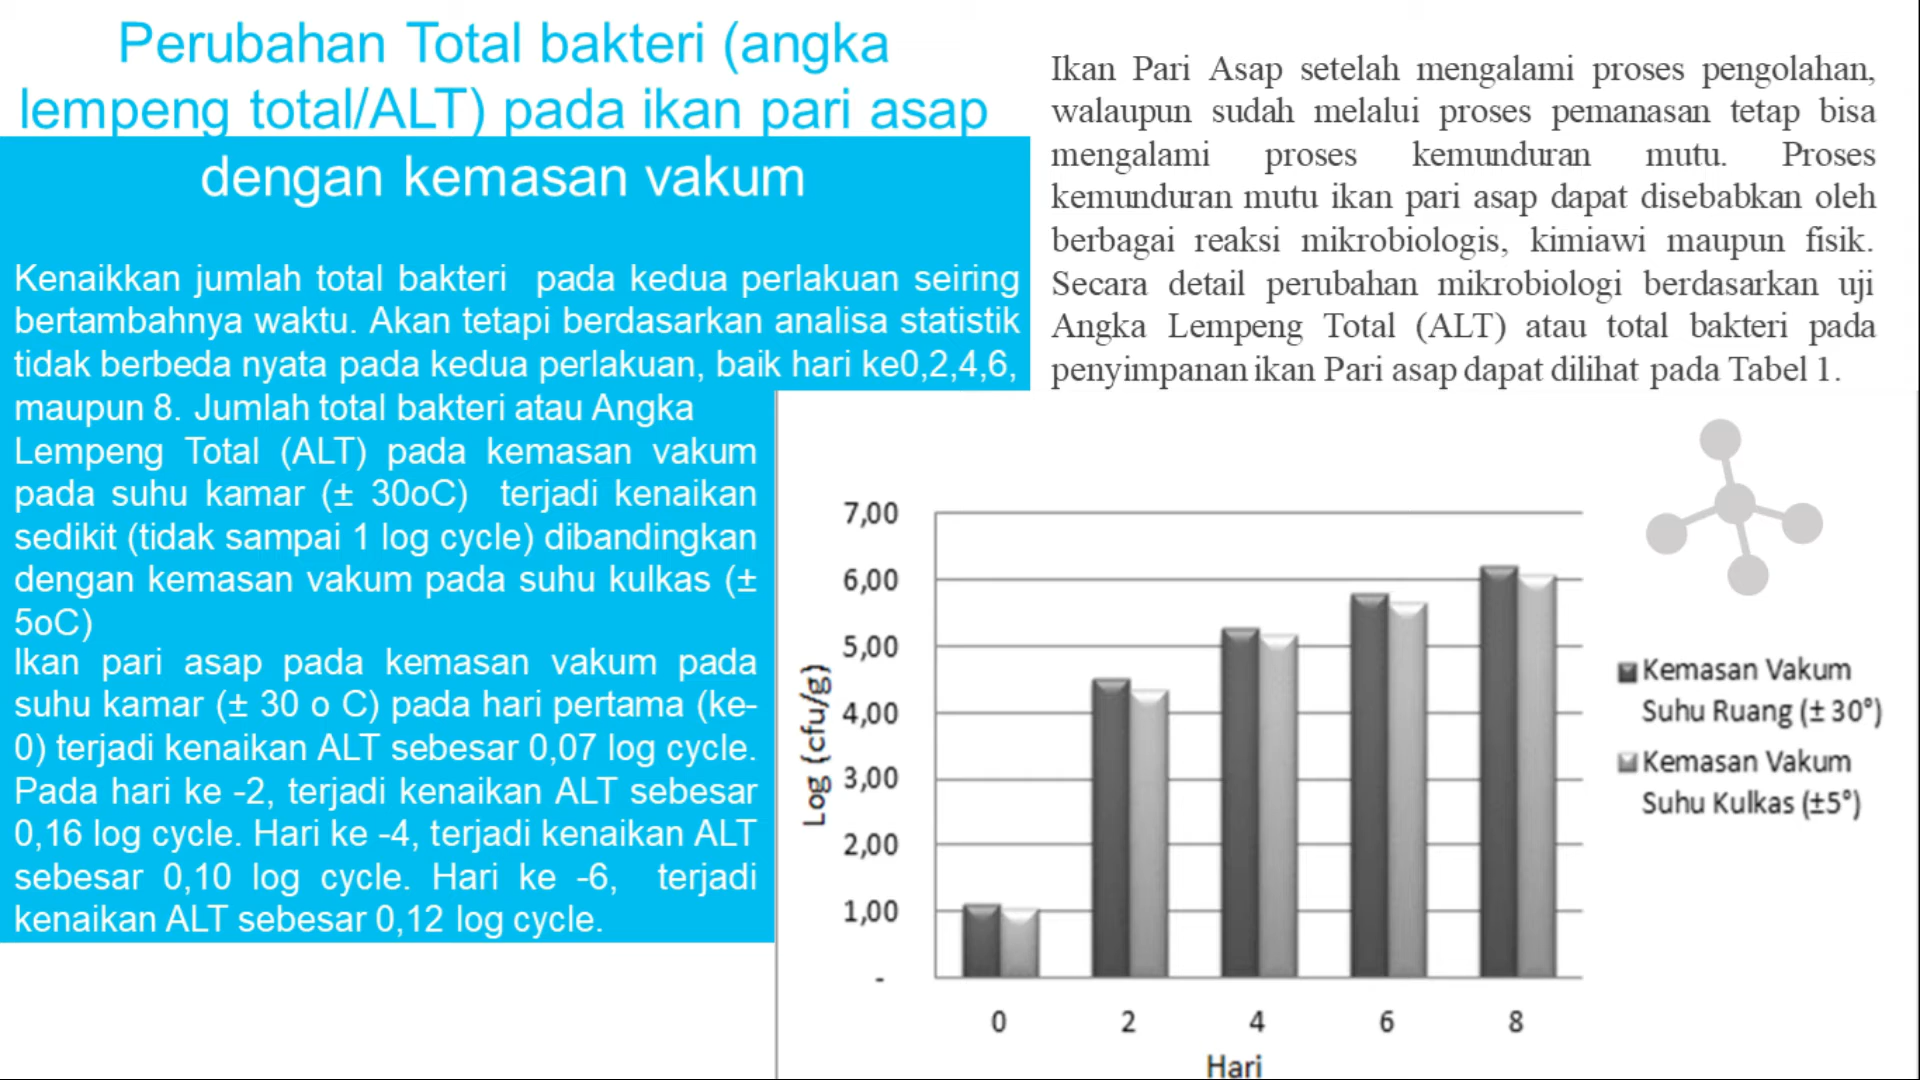 Perubahan Total bakteri (angka
lempeng total/ALT) pada ikan pari asap
dengan kemasan vakum
Kenaikkan jumlah total bakteri pada kedua perlakuan seiring
bertambahnya waktu. Akan tetapi berdasarkan analisa statistik
tidak berbeda nyata pada kedua perlakuan, baik hari ke0,2,4,6,
maupun 8. Jumlah total bakteri atau Angka
Lempeng Total (ALT) pada kemasan vakum
pada suhu kamar (± 30oC) terjadi kenaikan
sedikit (tidak sampai 1 log cycle) dibandingkan
dengan kemasan vakum pada suhu kulkas (±
5oC)
Ikan pari asap pada kemasan vakum pada
suhu kamar (± 30 o C) pada hari pertama (ke-
0) terjadi kenaikan ALT sebesar 0,07 log cycle.
Pada hari ke -2, terjadi kenaikan ALT sebesar
0,16 log cycle. Hari ke -4, terjadi kenaikan ALT
sebesar 0,10 log cycle. Hari ke -6, terjadi
kenaikan ALT sebesar 0,12 log cycle.
Ikan Pari Asap setelah mengalami proses pengolahan,
walaupun sudah melalui proses pemanasan tetap bisa
mengalami proses kemunduran mutu. Proses
kemunduran mutu ikan pari asap dapat disebabkan oleh
berbagai reaksi mikrobiologis, kimiawi maupun fisik.
Secara detail perubahan mikrobiologi berdasarkan uji
Angka Lempeng Total (ALT) atau total bakteri pada
penyimpanan ikan Pari asap dapat dilihat pada Tabel 1.
Log (cfu/g)
7,00
6,00
5,00
4,00
3,00
2,00
1,00
-
0 2 4 6 8
Hari
Kemasan Vakum
Suhu Ruang (± 30°)
Kemasan Vakum
Suhu Kulkas (±5°)